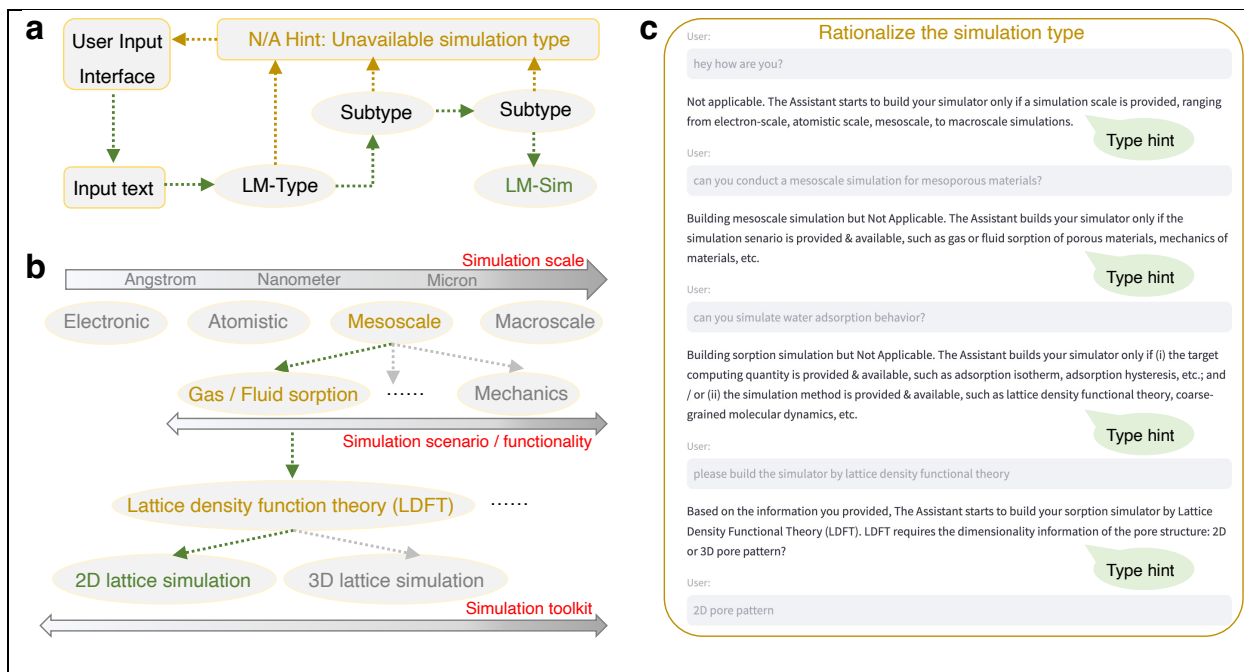 a
User Input
Interface
N/A Hint: Unavailable simulation type
Subtype
Subtype
Input text
LM-Type
LM-Sim
b
Simulation scale
Angstrom
Nanometer
Micron
Electronic
Atomistic
Mesoscale
Macroscale
Gas / Fluid sorption
......
Mechanics
Simulation scenario / functionality
Lattice density function theory (LDFT)
......
2D lattice simulation
3D lattice simulation
Simulation toolkit
c
Rationalize the simulation type
User:
hey how are you?
Not applicable. The Assistant starts to build your simulator only if a simulation scale is provided, ranging
from electron-scale, atomistic scale, mesoscale, to macroscale simulations.
Type hint
User:
can you conduct a mesoscale simulation for mesoporous materials?
Building mesoscale simulation but Not Applicable. The Assistant builds your simulator only if the
simulation senario is provided & available, such as gas or fluid sorption of porous materials, mechanics of
materials, etc.
Type hint
User:
can you simulate water adsorption behavior?
Building sorption simulation but Not Applicable. The Assistant builds your simulator only if (i) the target
computing quantity is provided & available, such as adsorption isotherm, adsorption hysteresis, etc.; and
/ or (ii) the simulation method is provided & available, such as lattice density functional theory, coarse-
grained molecular dynamics, etc.
Type hint
User:
please build the simulator by lattice density functional theory
Based on the information you provided, The Assistant starts to build your sorption simulator by Lattice
Density Functional Theory (LDFT). LDFT requires the dimensionality information of the pore structure: 2D
or 3D pore pattern?
Type hint
User:
2D pore pattern